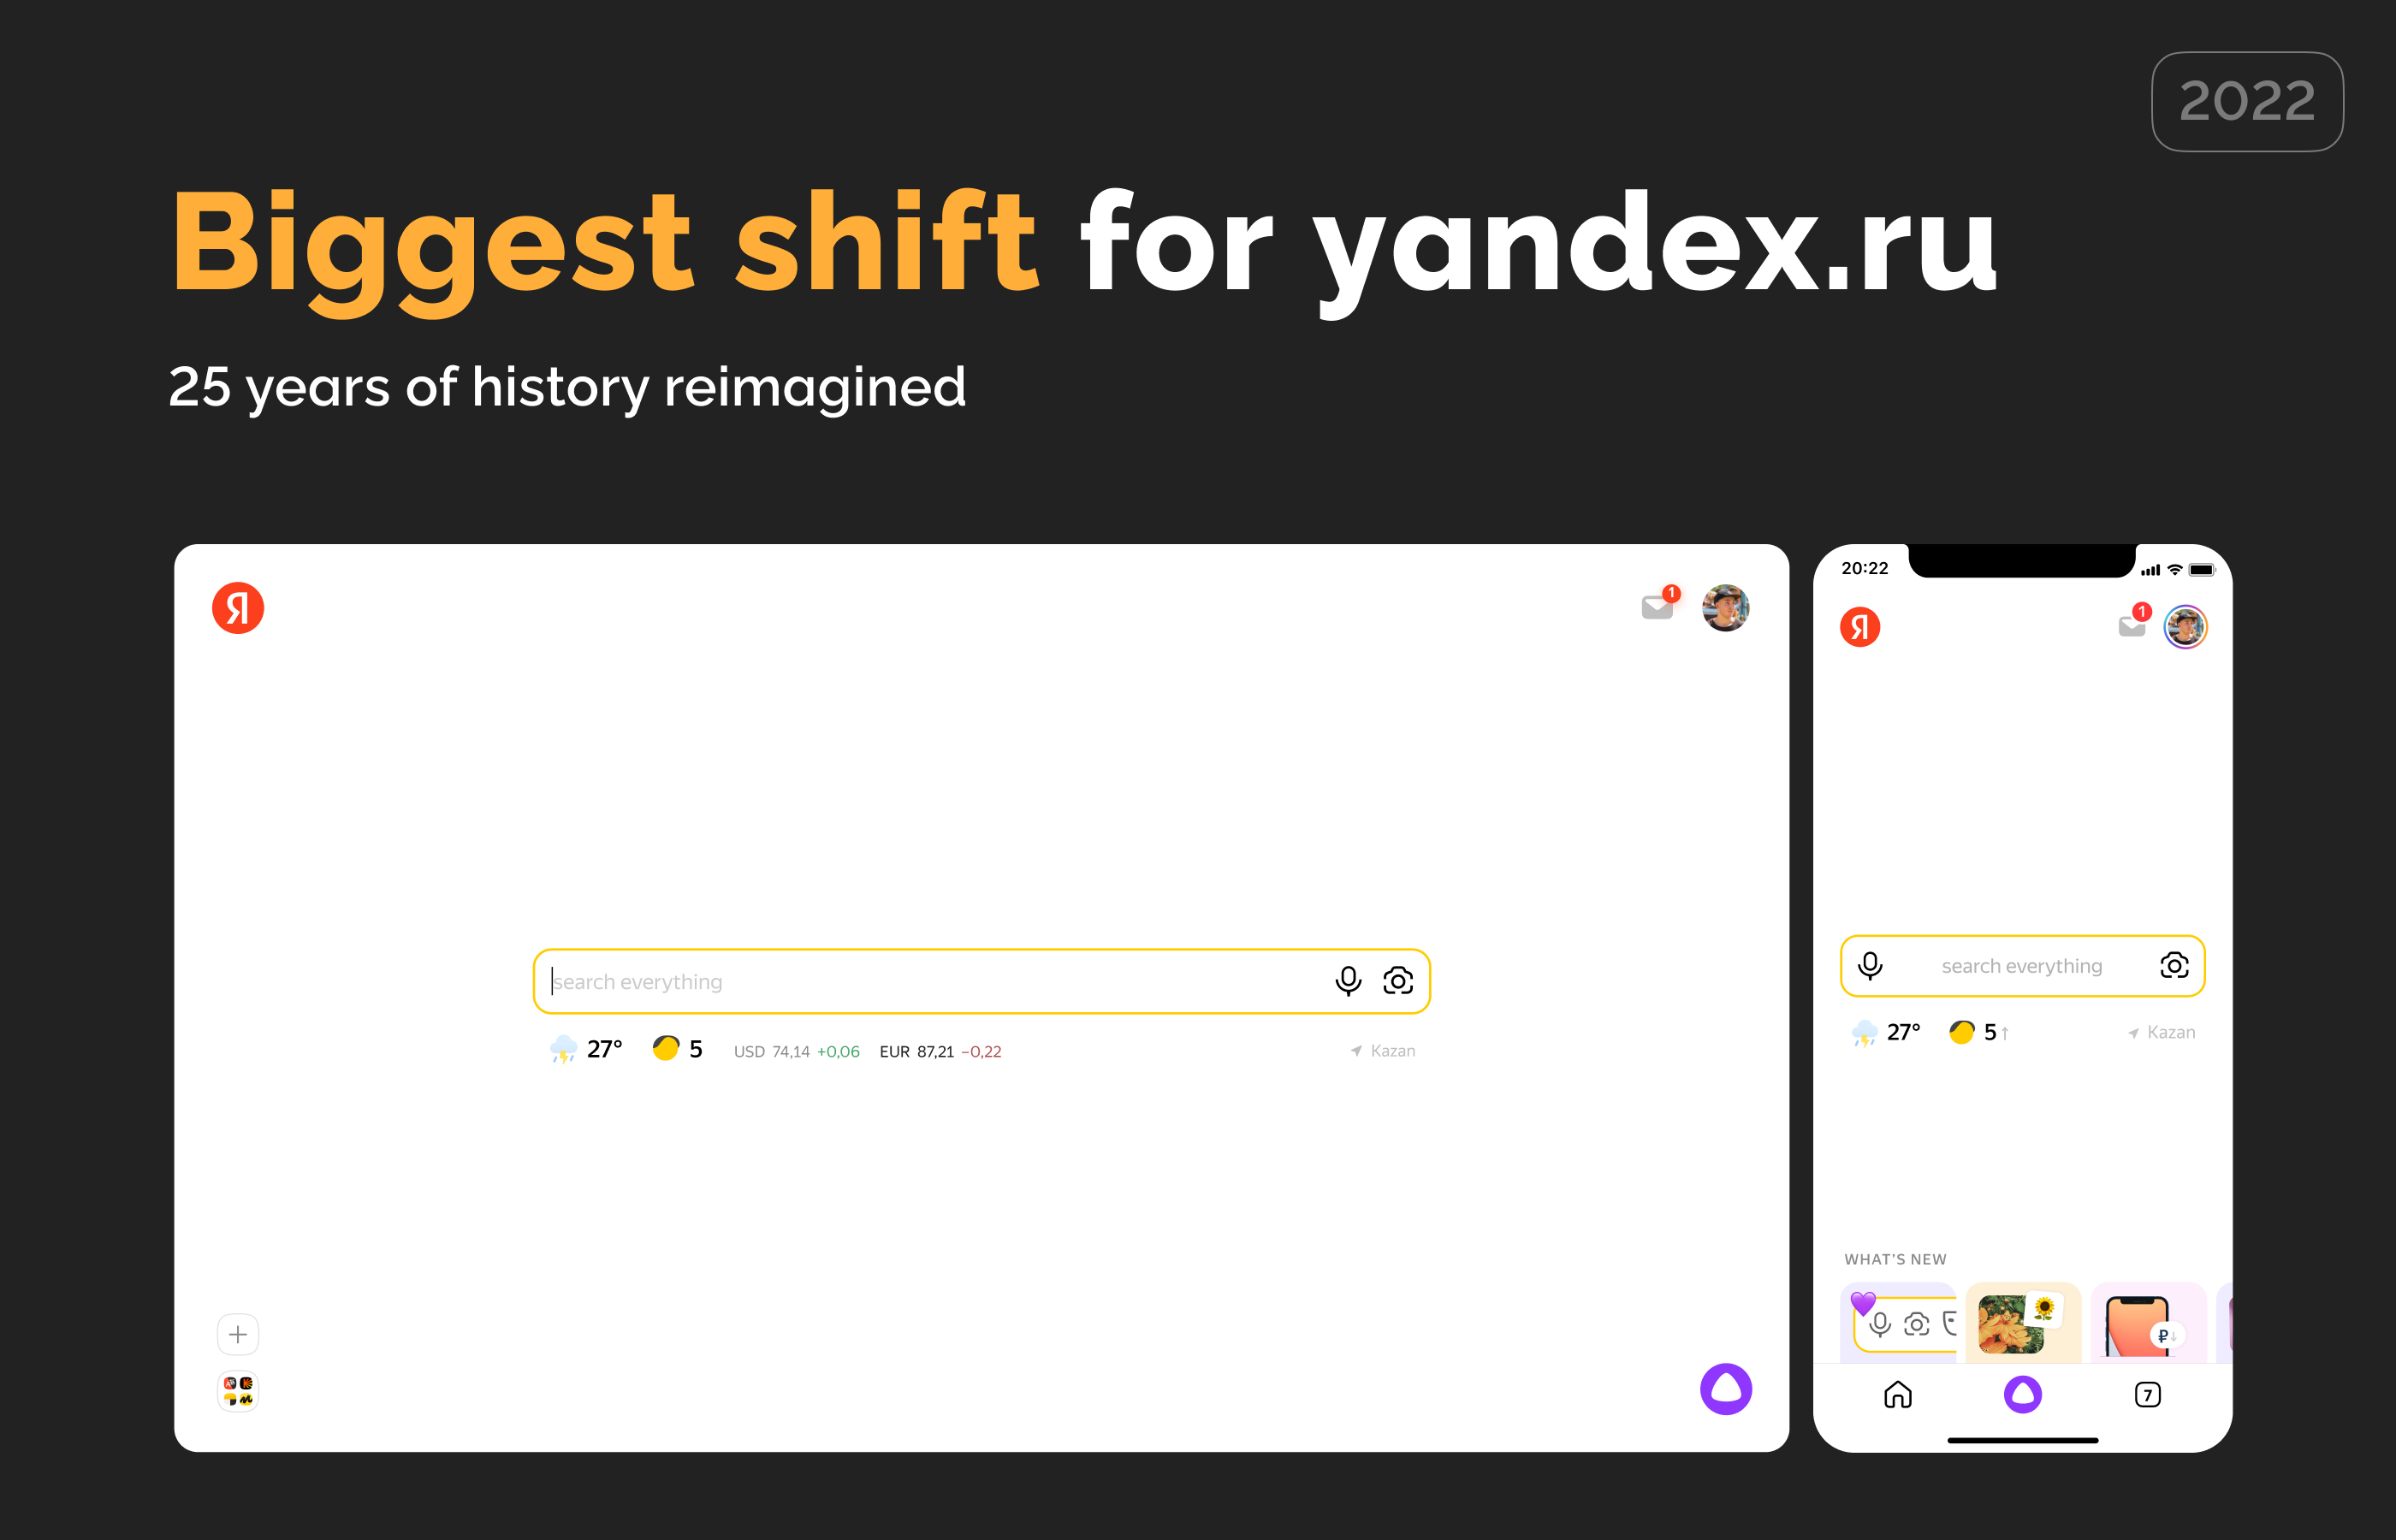 2022
Biggest shift for yandex.ru
25 years of history reimagined
Я
1
search everything
27° 5 USD 74,14 +0,06 EUR 87,21 −0,22 Kazan
20:22
Я
1
search everything
27° 5↑ Kazan
WHAT'S NEW
₽↓
7